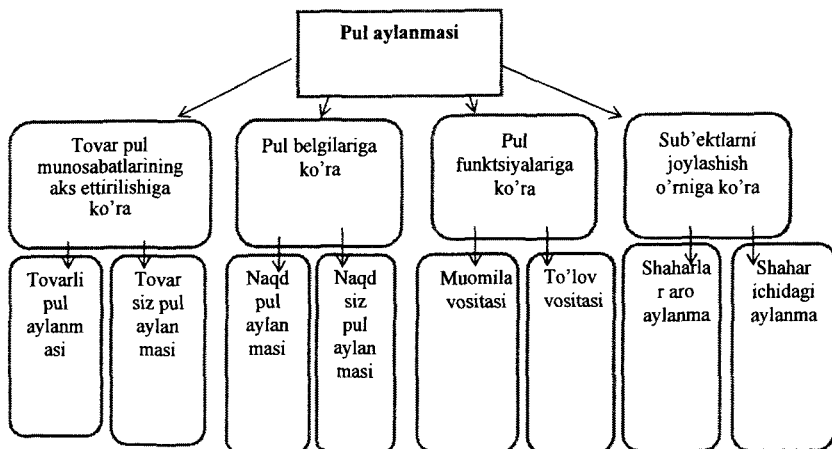 Pul aylanmasi
Tovar pul
munosabatlarining
aks ettirilishiga
ko’ra
Pul belgilariga
ko’ra
Pul
funktsiyalariga
ko’ra
Sub’ektlarni
joylashish
o’rniga ko’ra
Tovarli
pul
aylanm
asi
Tovar
siz pul
aylan
masi
Naqd
pul
aylan
masi
Naqd
siz pul
aylan
masi
Muomila
vositasi
To’lov
vositasi
Shaharla
r aro
aylanma
Shahar
ichidagi
aylanma